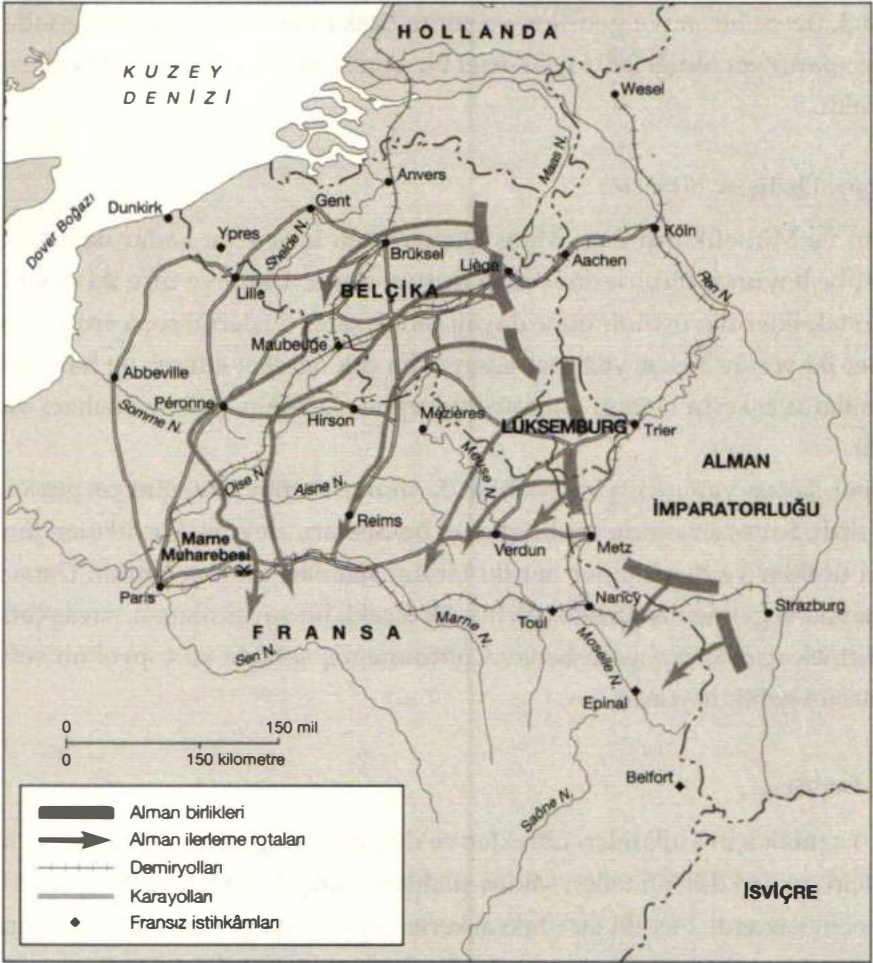 HOLLANDA
KUZEY
DENİZİ
Wesel
Maas N.
Anvers
Dover Boğazı
Dunkirk
Gent
Ypres
Shelde N.
Köln
Brüksel
Aachen
Liège
Lille
BELÇİKA
Ren N.
Maubeuge
Abbeville
Somme N.
Péronne
Hirson
Mézières
LÜKSEMBURG
Trier
Meuse N.
ALMAN
İMPARATORLUĞU
Oise N.
Aisne N.
Reims
Marne
Muharebesi
Verdun
Metz
Paris
Nancy
Strazburg
Toul
FRANSA
Marne N.
Sen N.
Moselle N.
Epinal
0 150 mil
0 150 kilometre
Belfort
Saône N.
Alman birlikleri
Alman ilerleme rotaları
Demiryolları
Karayolları
Fransız istihkâmları
İSVİÇRE